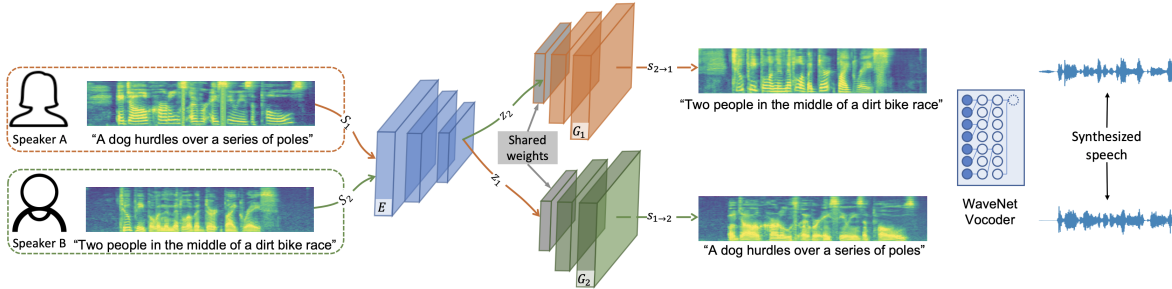 Speaker A
“A dog hurdles over a series of poles”
S₁
Speaker B
“Two people in the middle of a dirt bike race”
S₂
E
z₂
z₁
Shared
weights
G₁
G₂
S₂→₁
“Two people in the middle of a dirt bike race”
S₁→₂
“A dog hurdles over a series of poles”
WaveNet
Vocoder
Synthesized
speech